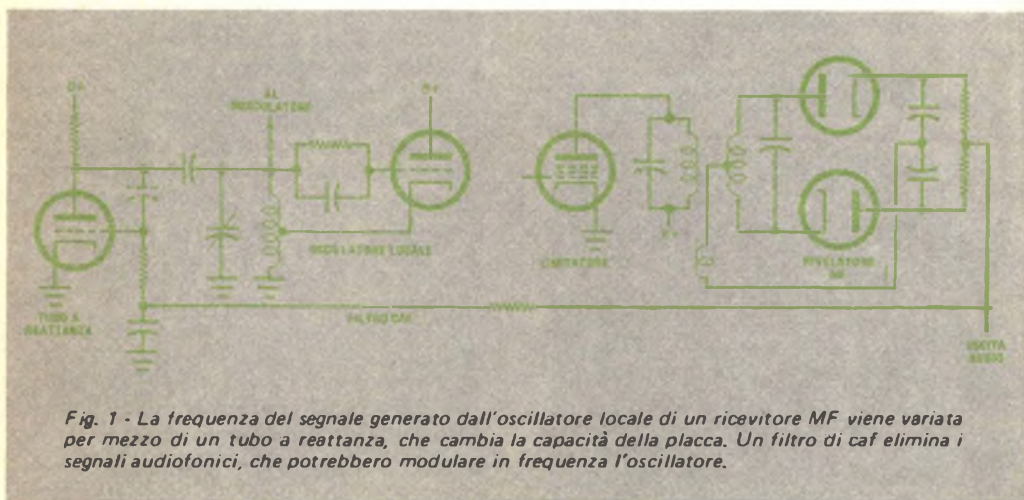 B+
AL
B+
OSCILLATORE LOCALE
LIMITATORE
RIVELATORE
MF
TUBO A
REATTANZA
FILTRO CAF
USCITA
AUDIO
Fig. 1 - La frequenza del segnale generato dall'oscillatore locale di un ricevitore MF viene variata
per mezzo di un tubo a reattanza, che cambia la capacità della placca. Un filtro di caf elimina i
segnali audiofonici, che potrebbero modulare in frequenza l'oscillatore.